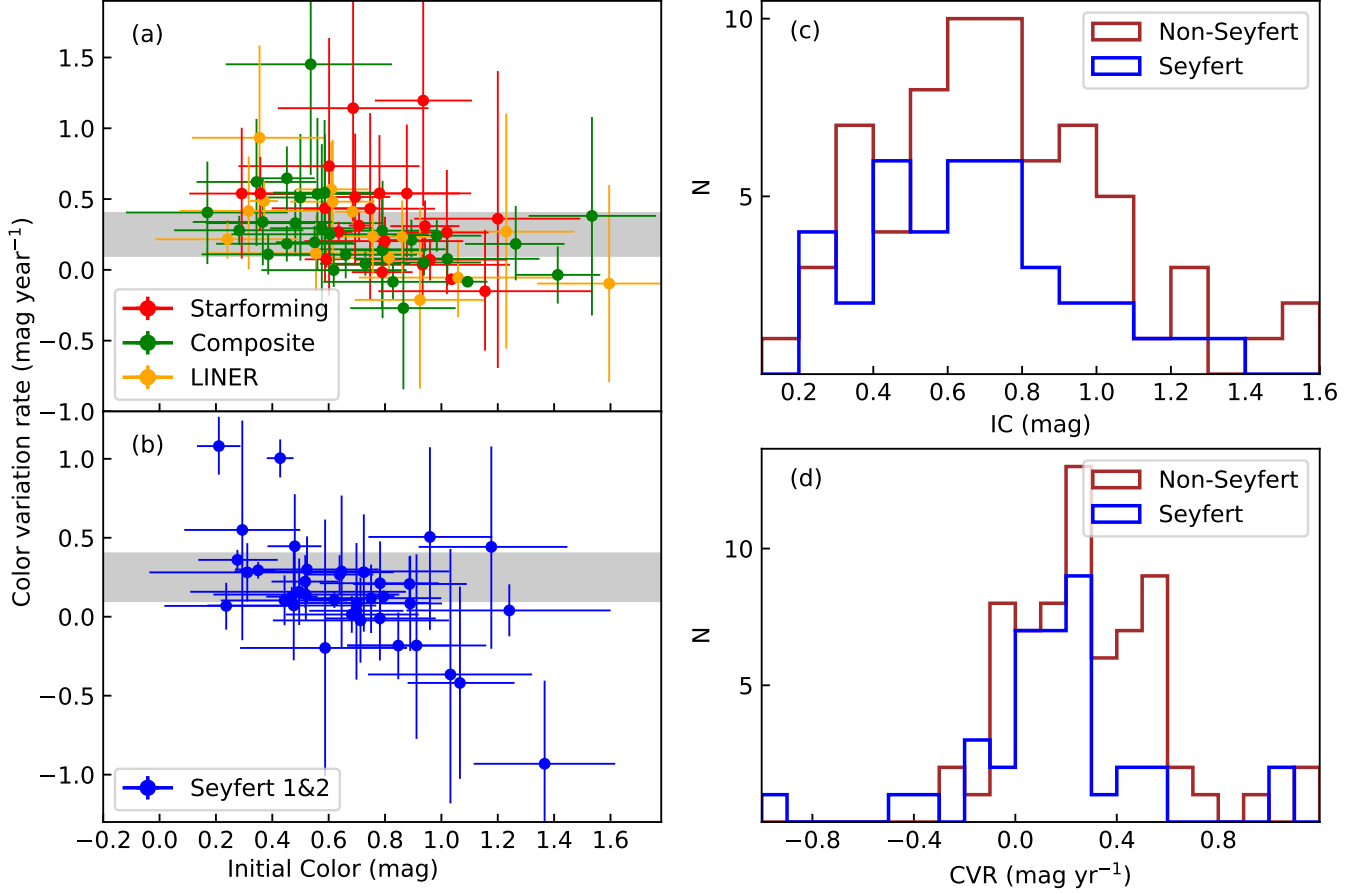 Color variation rate (mag year⁻¹)
(a)
1.5
1.0
0.5
0.0
−0.5
−1.0
Starforming
Composite
LINER
(b)
1.0
0.5
0.0
−0.5
−1.0
Seyfert 1&2
−0.2 0.0 0.2 0.4 0.6 0.8 1.0 1.2 1.4 1.6
Initial Color (mag)
(c)
Non-Seyfert
Seyfert
10
5
N
0.2 0.4 0.6 0.8 1.0 1.2 1.4 1.6
IC (mag)
(d)
Non-Seyfert
Seyfert
10
5
N
−0.8 −0.4 0.0 0.4 0.8
CVR (mag yr⁻¹)